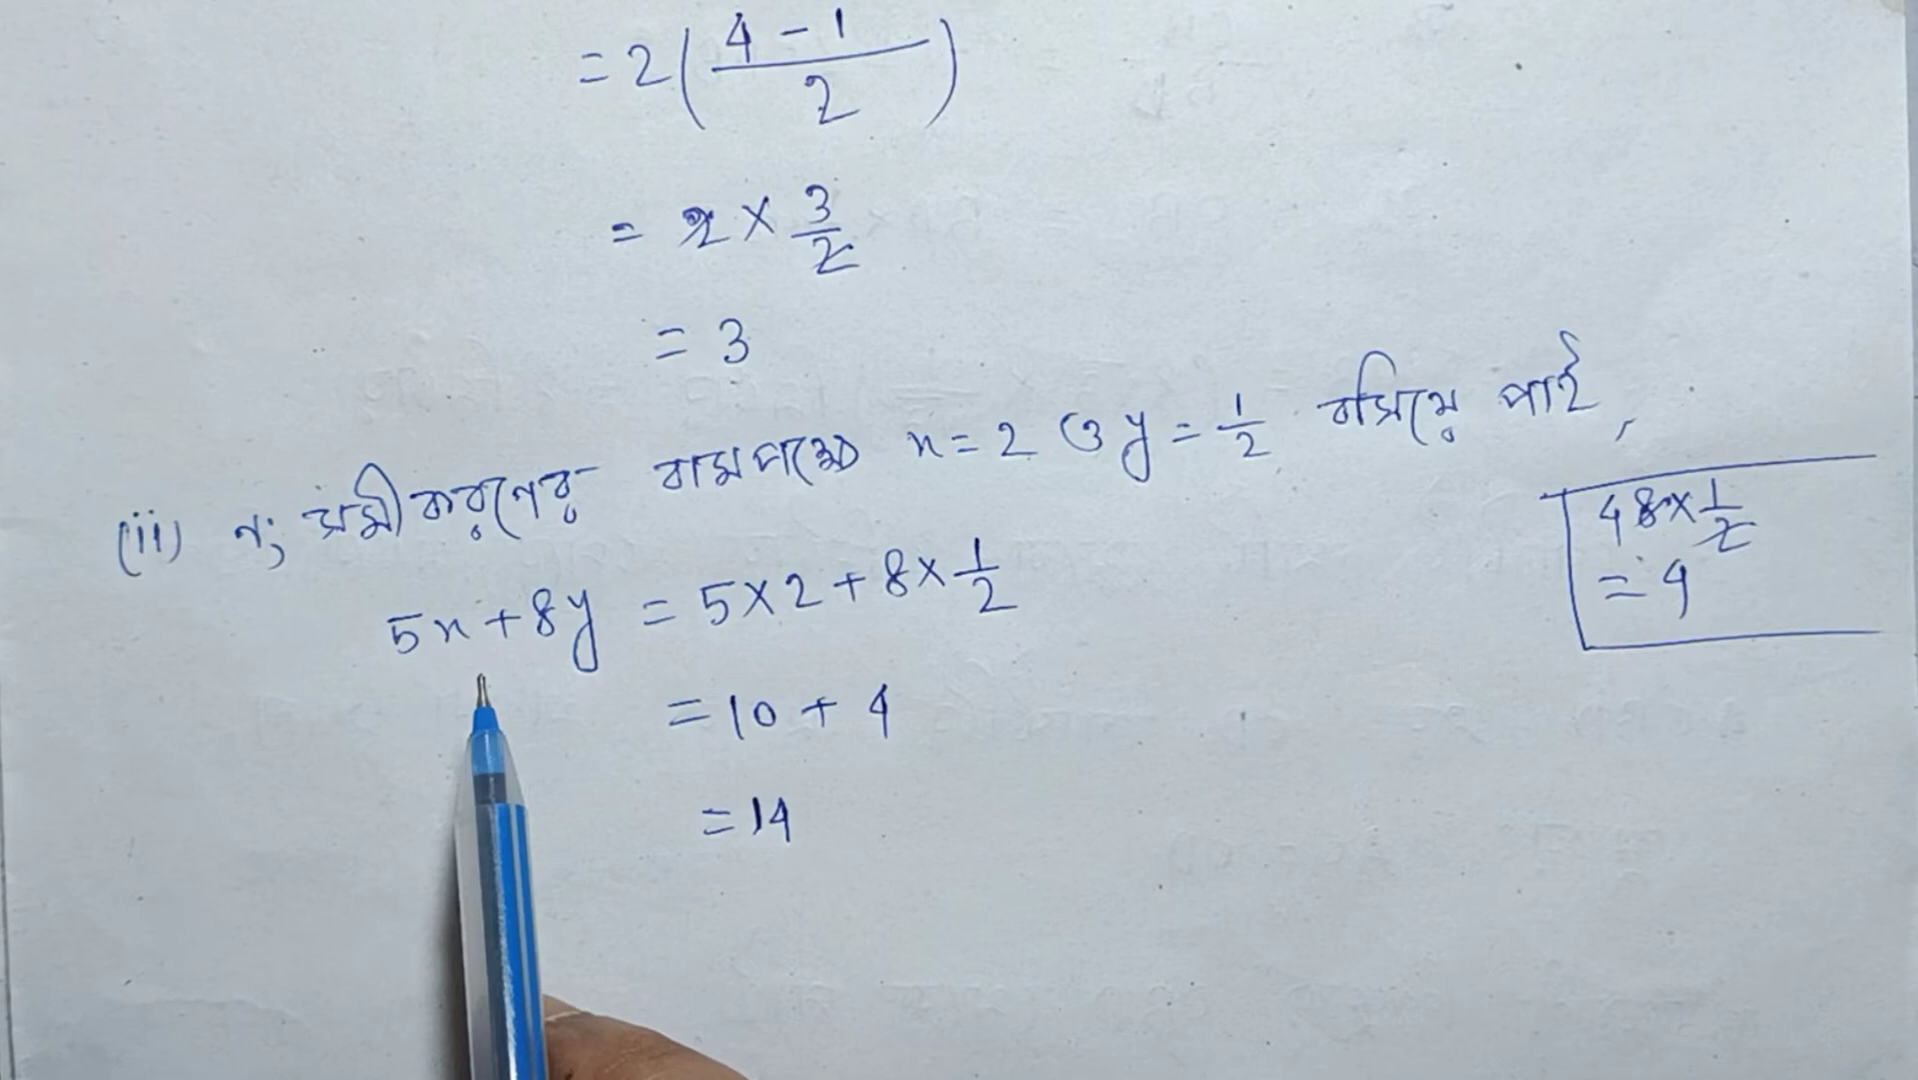 = 2 ( (4 - 1) / 2 )
= 2 × 3/2
= 3
(ii) নং সমীকরণের বামপক্ষে x = 2 ও y = 1/2 বসিয়ে পাই,
5x + 8y = 5 × 2 + 8 × 1/2
= 10 + 4
= 14
4 8 × 1/2
= 4